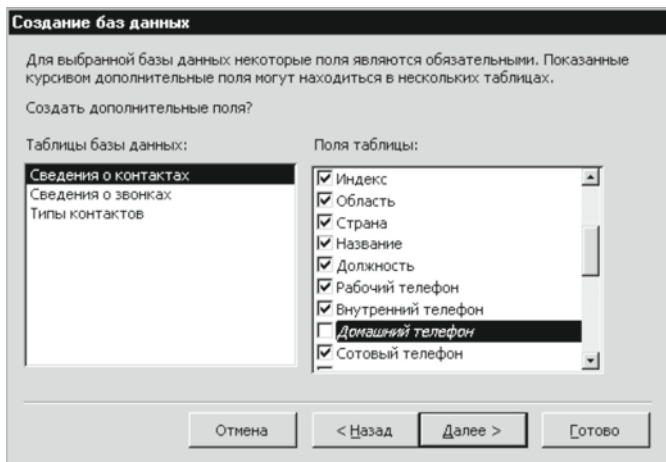 Создание баз данных
Для выбранной базы данных некоторые поля являются обязательными. Показанные
курсивом дополнительные поля могут находиться в нескольких таблицах.
Создать дополнительные поля?
Таблицы базы данных:
Сведения о контактах
Сведения о звонках
Типы контактов
Поля таблицы:
Индекс
Область
Страна
Название
Должность
Рабочий телефон
Внутренний телефон
Домашний телефон
Сотовый телефон
Отмена
< Назад
Далее >
Готово